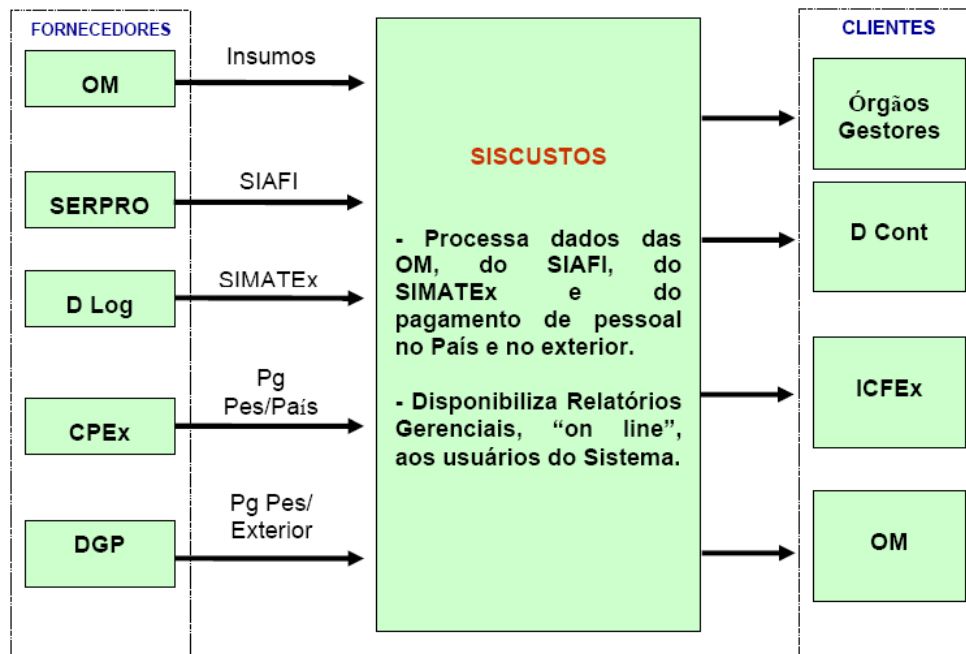 FORNECEDORES
OM
SERPRO
D Log
CPEx
DGP
Insumos
SIAFI
SIMATEx
Pg
Pes/País
Pg Pes/
Exterior
SISCUSTOS
- Processa dados das
OM, do SIAFI, do
SIMATEx e do
pagamento de pessoal
no País e no exterior.
- Disponibiliza Relatórios
Gerenciais, “on line”,
aos usuários do Sistema.
CLIENTES
Órgãos
Gestores
D Cont
ICFEx
OM